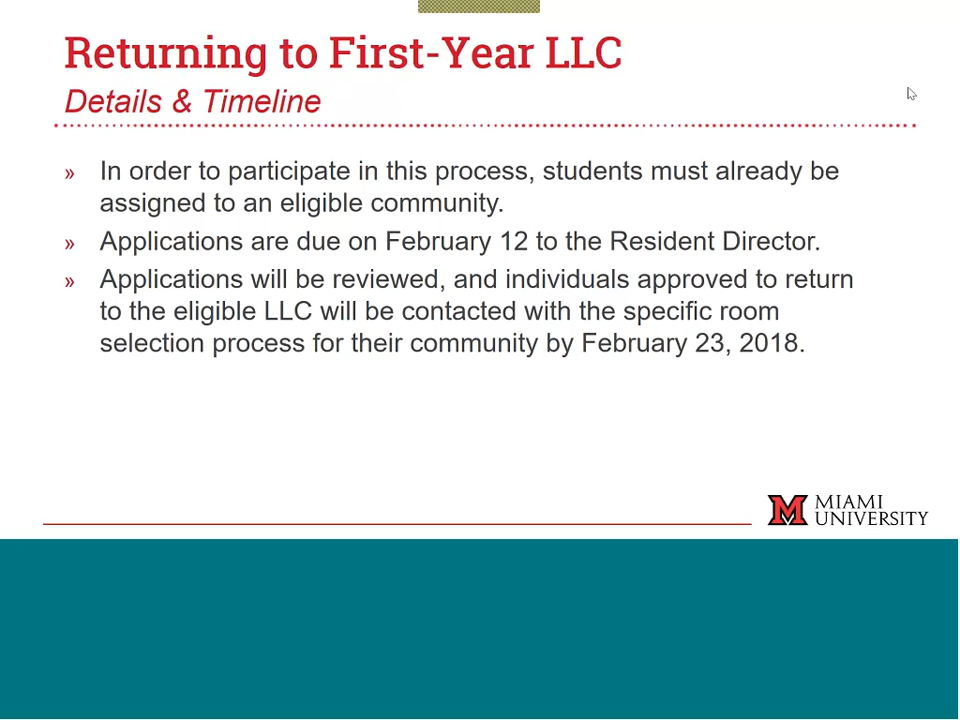 Returning to First-Year LLC
Details & Timeline
» In order to participate in this process, students must already be
assigned to an eligible community.
» Applications are due on February 12 to the Resident Director.
» Applications will be reviewed, and individuals approved to return
to the eligible LLC will be contacted with the specific room
selection process for their community by February 23, 2018.
M MIAMI
UNIVERSITY